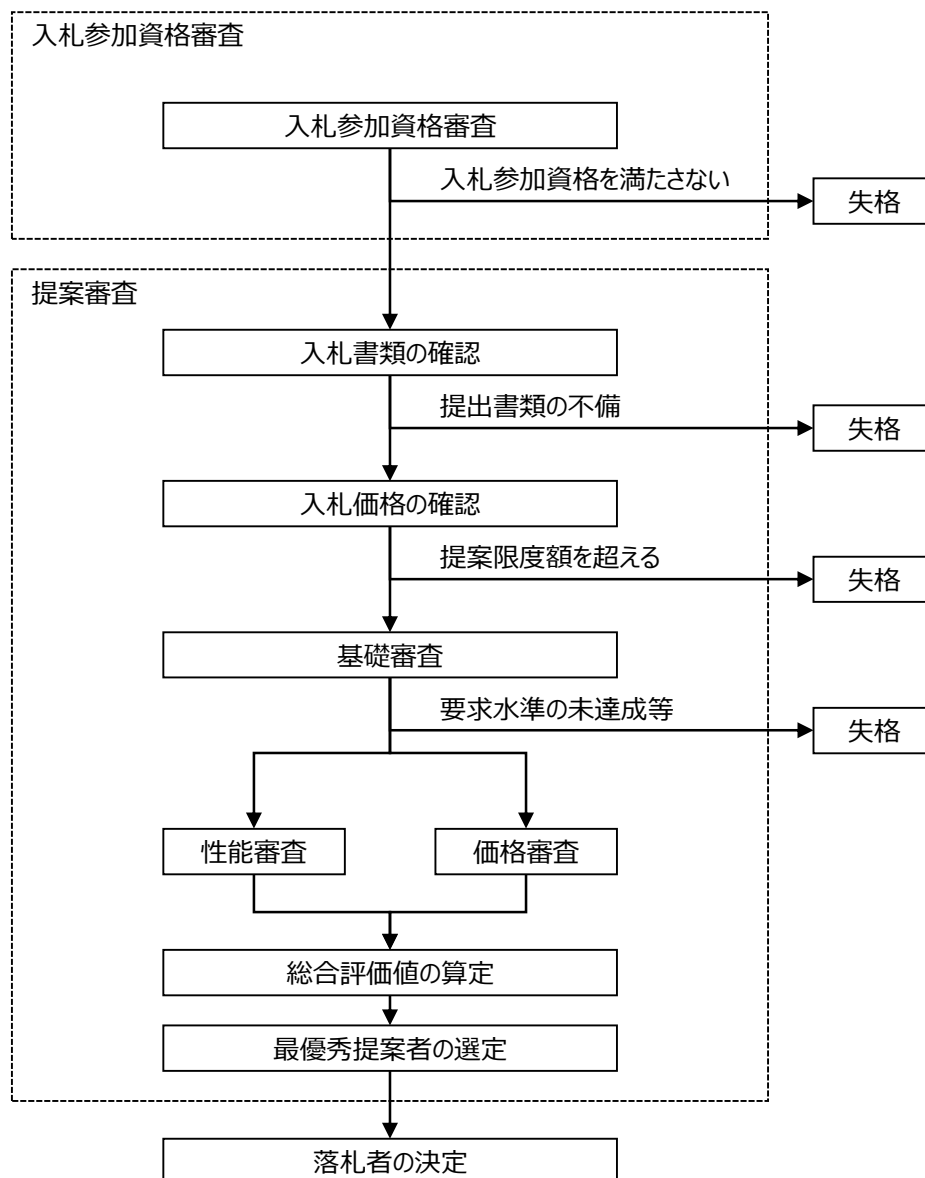 入札参加資格審査
入札参加資格審査
入札参加資格を満たさない
失格
提案審査
入札書類の確認
提出書類の不備
失格
入札価格の確認
提案限度額を超える
失格
基礎審査
要求水準の未達成等
失格
性能審査
価格審査
総合評価値の算定
最優秀提案者の選定
落札者の決定